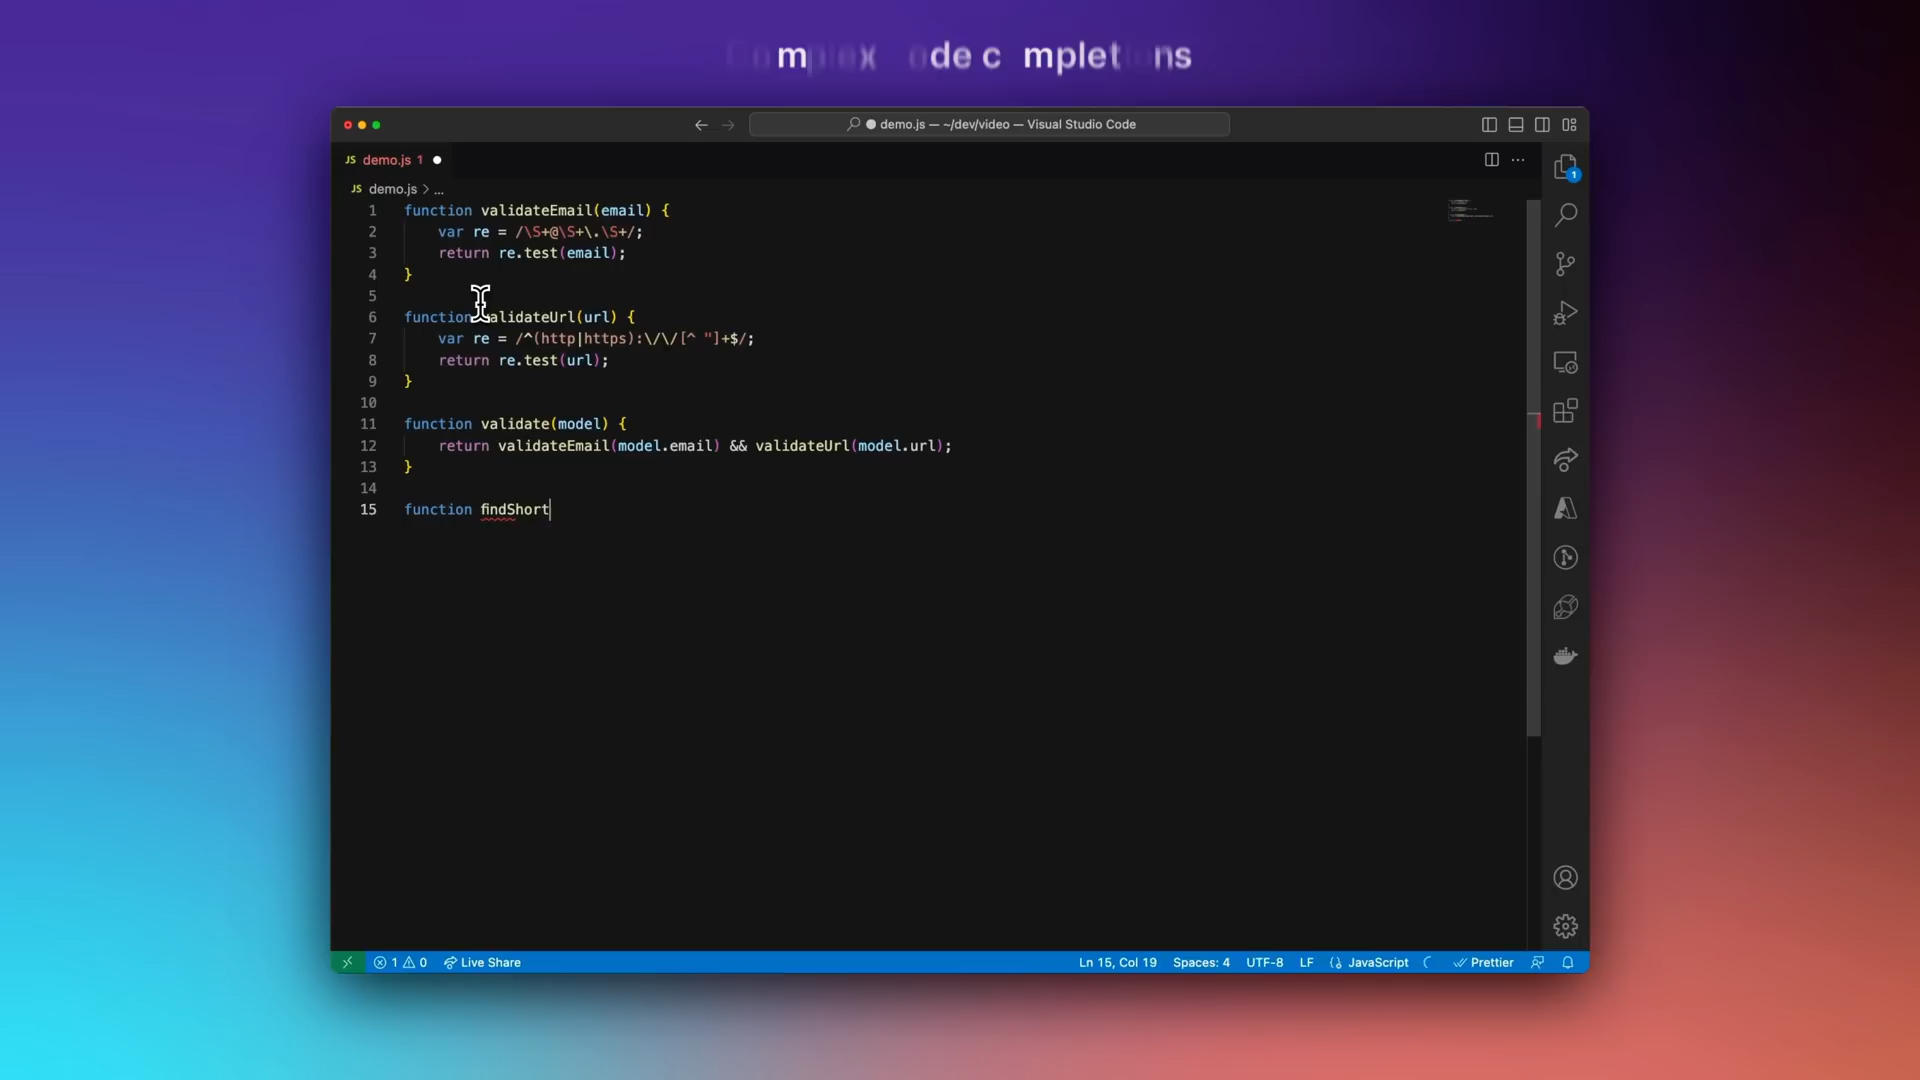 demo.js — ~/dev/video — Visual Studio Code
JS demo.js 1
JS demo.js > ...
1
1 function validateEmail(email) {
2 var re = /\S+@\S+\.\S+/;
3 return re.test(email);
4 }
5
6 function validateUrl(url) {
7 var re = /^(http|https):\/\/[^ "]+$/;
8 return re.test(url);
9 }
10
11 function validate(model) {
12 return validateEmail(model.email) && validateUrl(model.url);
13 }
14
15 function findShort
1 0 Live Share Ln 15, Col 19 Spaces: 4 UTF-8 LF JavaScript Prettier